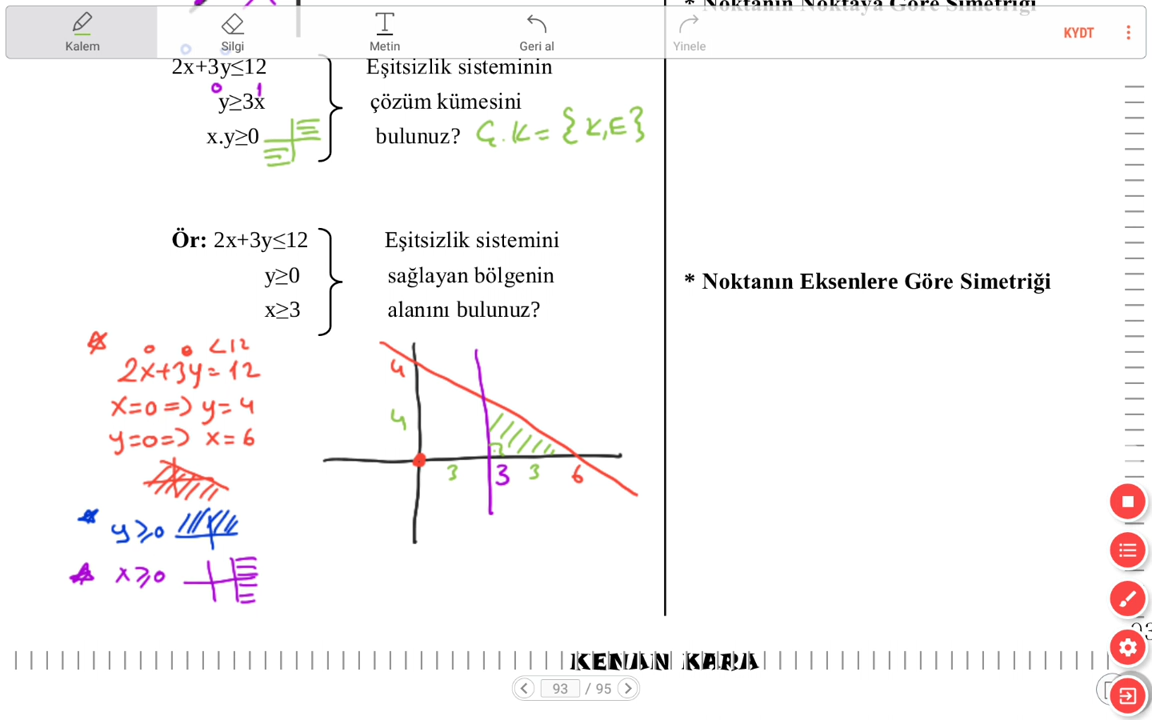 * Noktanın Noktaya Göre Simetriği
Kalem
Silgi
Metin
Geri al
Yinele
KYDT
2x+3y≤12
y≥3x
x.y≥0
0
1
Eşitsizlik sisteminin
çözüm kümesini
bulunuz?
Ç.K={K,E}
Ör: 2x+3y≤12
y≥0
x≥3
Eşitsizlik sistemini
sağlayan bölgenin
alanını bulunuz?
* Noktanın Eksenlere Göre Simetriği
<12
2x+3y=12
x=0=>y=4
y=0=>x=6
y≥0
x≥0
4
4
3
3
3
6
KENAN KARA
93 / 95